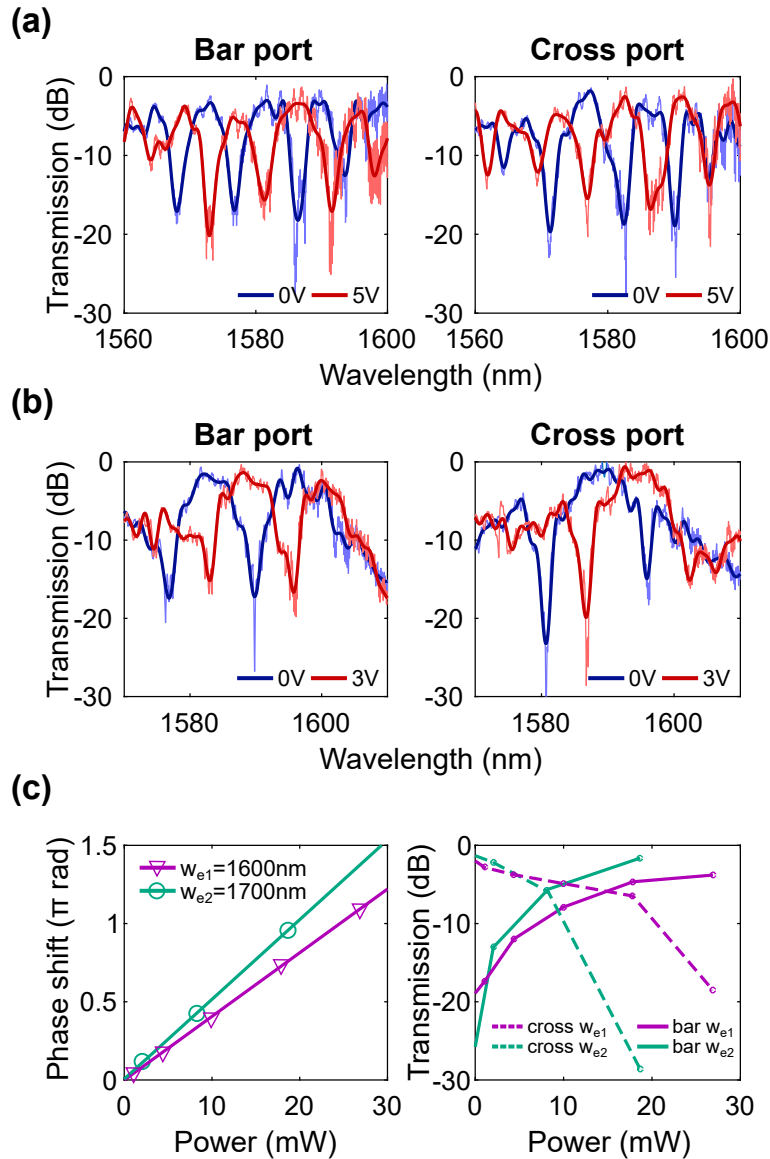 (a)
Bar port
Cross port
Transmission (dB)
0
-10
-20
-30
0V 5V
1560 1580 1600
0
-10
-20
-30
0V 5V
1560 1580 1600
Wavelength (nm)
(b)
Bar port
Cross port
Transmission (dB)
0
-10
-20
-30
0V 3V
1580 1600
0
-10
-20
-30
0V 3V
1580 1600
Wavelength (nm)
(c)
Phase shift (π rad)
1.5
1
0.5
0
we1=1600nm
we2=1700nm
0 10 20 30
Power (mW)
Transmission (dB)
0
-10
-20
-30
cross we1 bar we1
cross we2 bar we2
0 10 20 30
Power (mW)